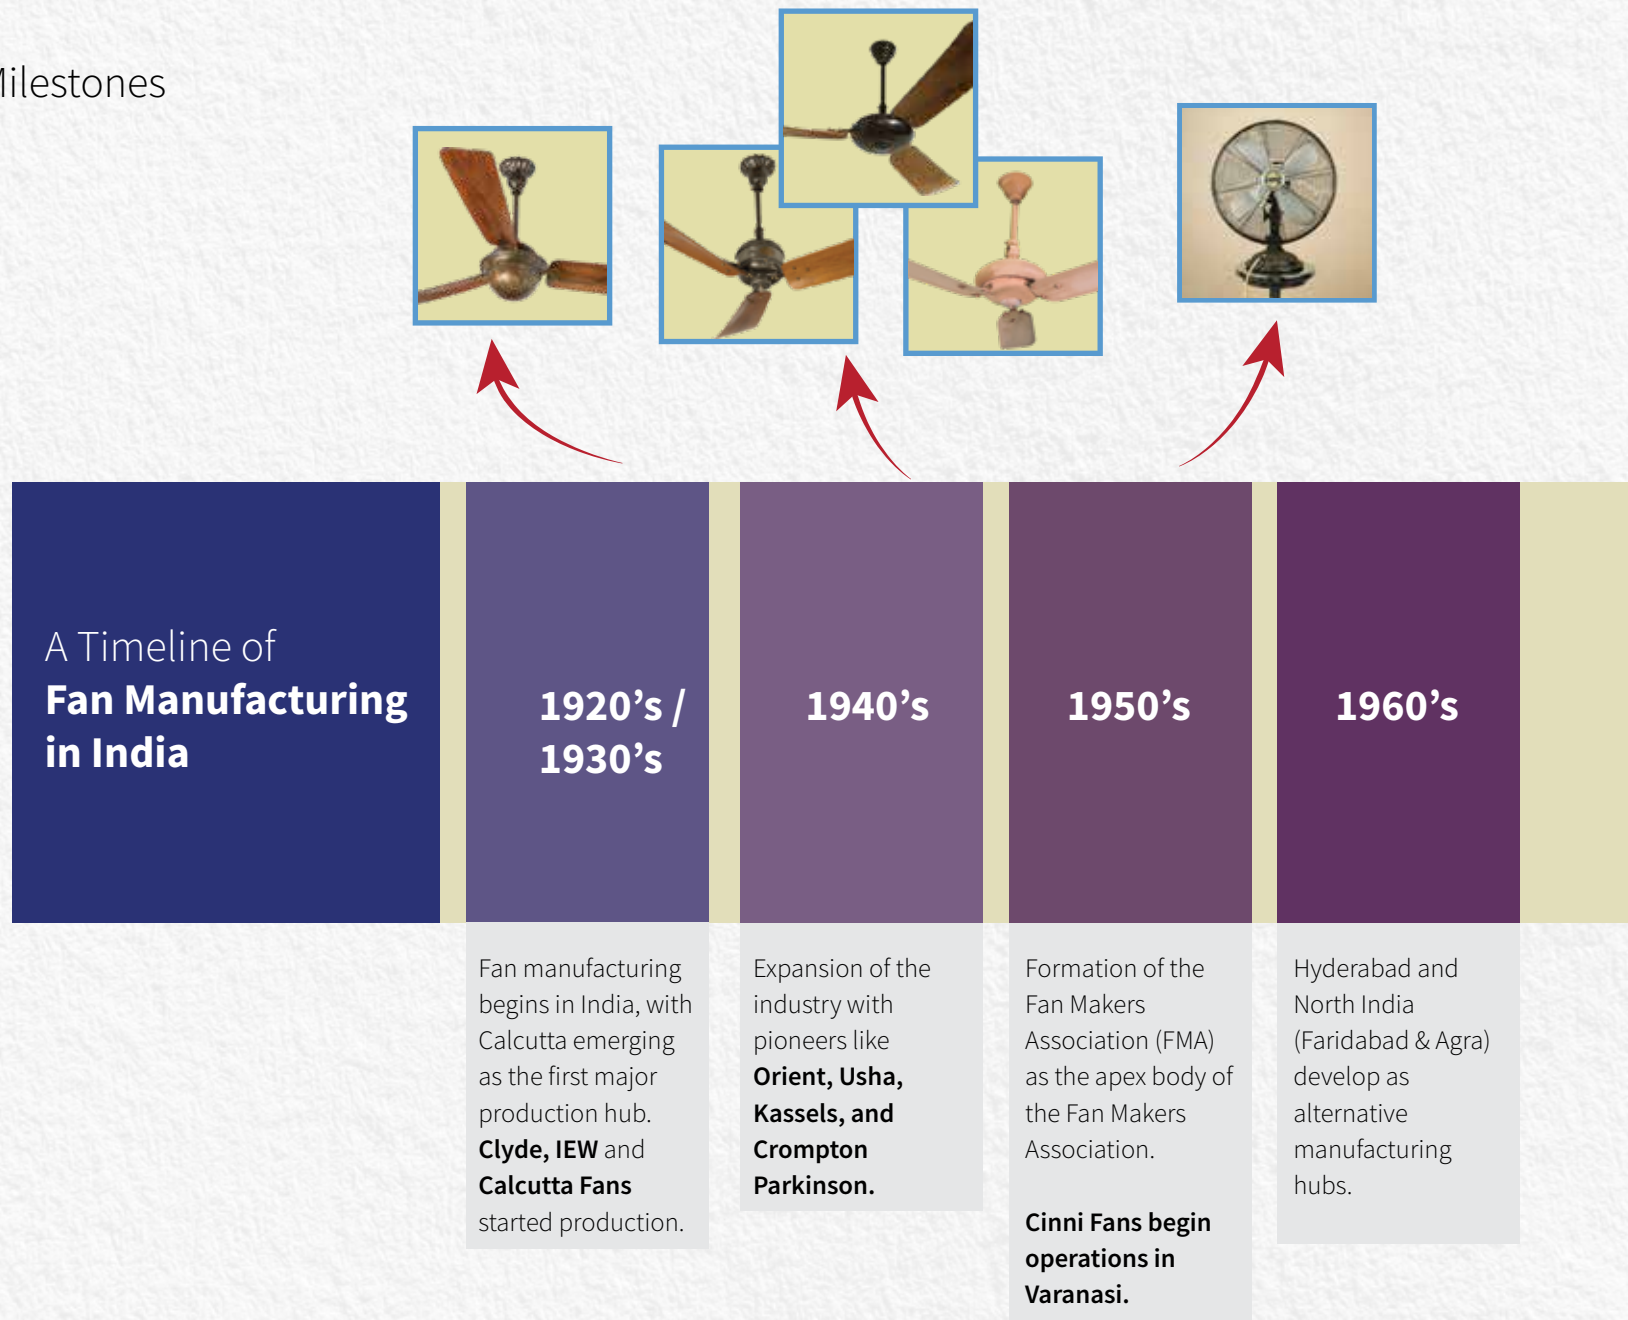 Milestones
A Timeline of
Fan Manufacturing
in India
1920’s /
1930’s
1940’s
1950’s
1960’s
Fan manufacturing
begins in India, with
Calcutta emerging
as the first major
production hub.
Clyde, IEW and
Calcutta Fans
started production.
Expansion of the
industry with
pioneers like
Orient, Usha,
Kassels, and
Crompton
Parkinson.
Formation of the
Fan Makers
Association (FMA)
as the apex body of
the Fan Makers
Association.
Cinni Fans begin
operations in
Varanasi.
Hyderabad and
North India
(Faridabad & Agra)
develop as
alternative
manufacturing
hubs.